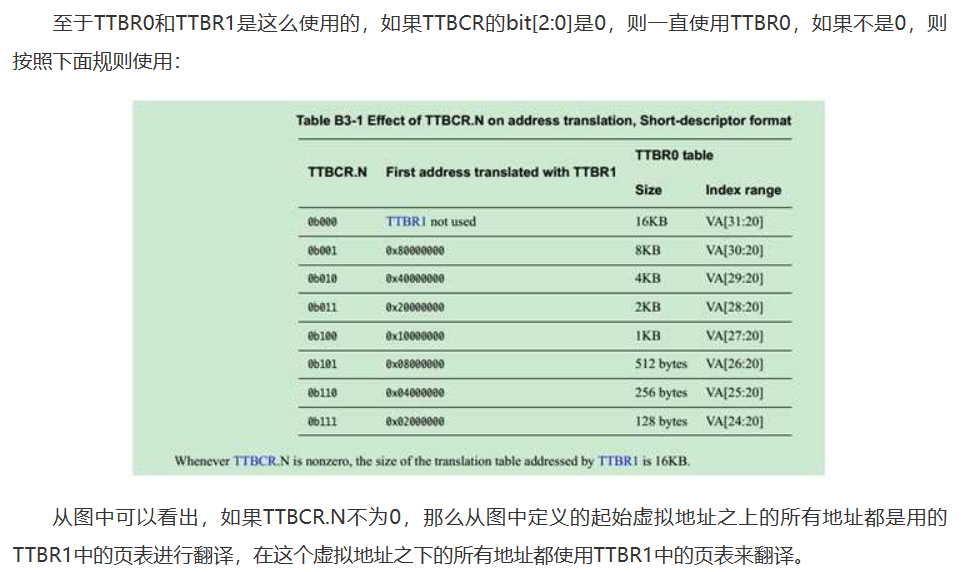 至于TTBR0和TTBR1是这么使用的，如果TTBCR的bit[2:0]是0，则一直使用TTBR0，如果不是0，则
按照下面规则使用：
Table B3-1 Effect of TTBCR.N on address translation, Short-descriptor format
TTBR0 table
TTBCR.N First address translated with TTBR1
Size Index range
0b000 TTBR1 not used 16KB VA[31:20]
0b001 0x80000000 8KB VA[30:20]
0b010 0x40000000 4KB VA[29:20]
0b011 0x20000000 2KB VA[28:20]
0b100 0x10000000 1KB VA[27:20]
0b101 0x08000000 512 bytes VA[26:20]
0b110 0x04000000 256 bytes VA[25:20]
0b111 0x02000000 128 bytes VA[24:20]
Whenever TTBCR.N is nonzero, the size of the translation table addressed by TTBR1 is 16KB.
从图中可以看出，如果TTBCR.N不为0，那么从图中定义的起始虚拟地址之上的所有地址都是用的
TTBR1中的页表进行翻译，在这个虚拟地址之下的所有地址都使用TTBR1中的页表来翻译。